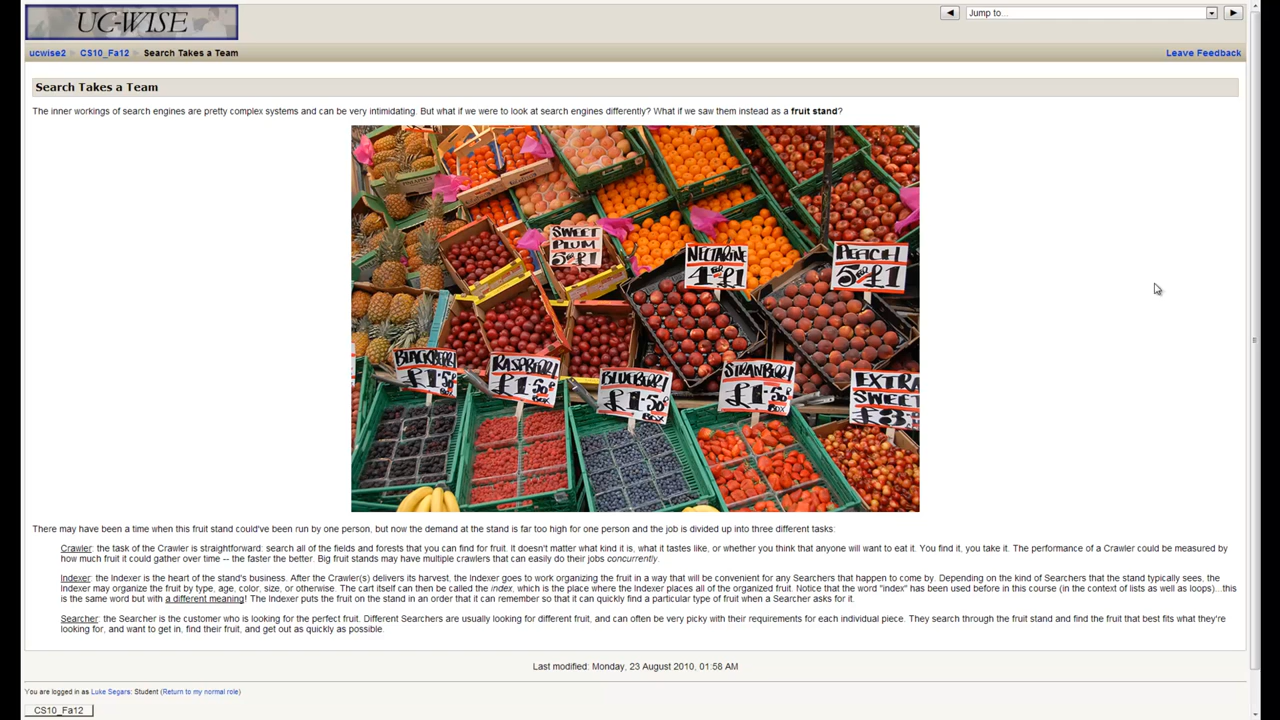 UC-WISE
Jump to...
ucwise2 ► CS10_Fa12 ► Search Takes a Team
Leave Feedback
Search Takes a Team
The inner workings of search engines are pretty complex systems and can be very intimidating. But what if we were to look at search engines differently? What if we saw them instead as a fruit stand?
SWEET
PLUM
5 FOR £1
NECTARINE
4 FOR £1
PEACH
5 FOR £1
BLACKBERRI
£1.50
BOX
RASPBERRI
£1.50
BOX
BLUEBERRI
£1.50
BOX
STRAWBERRI
£1.50
BOX
EXTRA
SWEET
There may have been a time when this fruit stand could've been run by one person, but now the demand at the stand is far too high for one person and the job is divided up into three different tasks:
Crawler: the task of the Crawler is straightforward: search all of the fields and forests that you can find for fruit. It doesn't matter what kind it is, what it tastes like, or whether you think that anyone will want to eat it. You find it, you take it. The performance of a Crawler could be measured by
how much fruit it could gather over time -- the faster the better. Big fruit stands may have multiple crawlers that can easily do their jobs concurrently.
Indexer: the Indexer is the heart of the stand's business. After the Crawler(s) delivers its harvest, the Indexer goes to work organizing the fruit in a way that will be convenient for any Searchers that happen to come by. Depending on the kind of Searchers that the stand typically sees, the
Indexer may organize the fruit by type, age, color, size, or otherwise. The cart itself can then be called the index, which is the place where the Indexer places all of the organized fruit. Notice that the word "index" has been used before in this course (in the context of lists as well as loops)...this
is the same word but with a different meaning! The Indexer puts the fruit on the stand in an order that it can remember so that it can quickly find a particular type of fruit when a Searcher asks for it.
Searcher: the Searcher is the customer who is looking for the perfect fruit. Different Searchers are usually looking for different fruit, and can often be very picky with their requirements for each individual piece. They search through the fruit stand and find the fruit that best fits what they're
looking for, and want to get in, find their fruit, and get out as quickly as possible.
Last modified: Monday, 23 August 2010, 01:58 AM
You are logged in as Luke Segars: Student (Return to my normal role)
CS10_Fa12